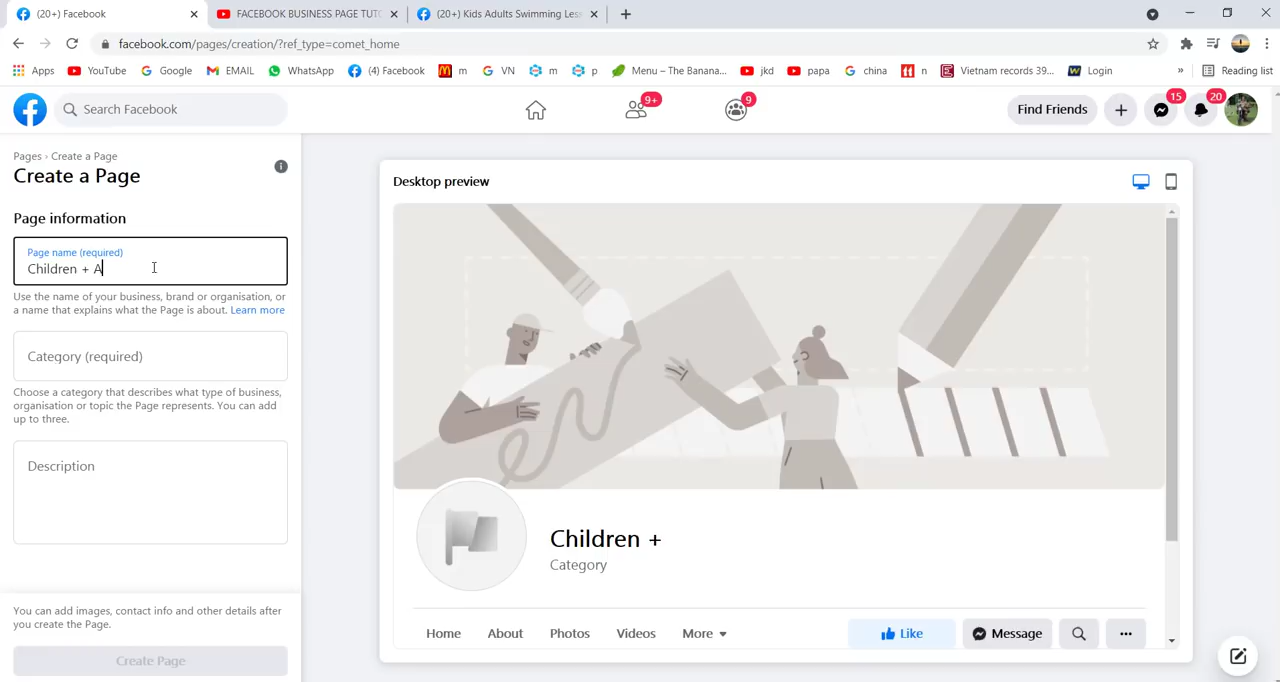 (20+) Facebook
FACEBOOK BUSINESS PAGE TUT
(20+) Kids Adults Swimming Less
facebook.com/pages/creation/?ref_type=comet_home
Apps YouTube Google EMAIL WhatsApp (4) Facebook m VN m p Menu – The Banana... jkd papa china n Vietnam records 39... Login » Reading list
Search Facebook
9+
9
Find Friends
15
20
Pages › Create a Page
Create a Page
Page information
Page name (required)
Children + A
Use the name of your business, brand or organisation, or
a name that explains what the Page is about. Learn more
Category (required)
Choose a category that describes what type of business,
organisation or topic the Page represents. You can add
up to three.
Description
You can add images, contact info and other details after
you create the Page.
Create Page
Desktop preview
Children +
Category
Home About Photos Videos More Like Message